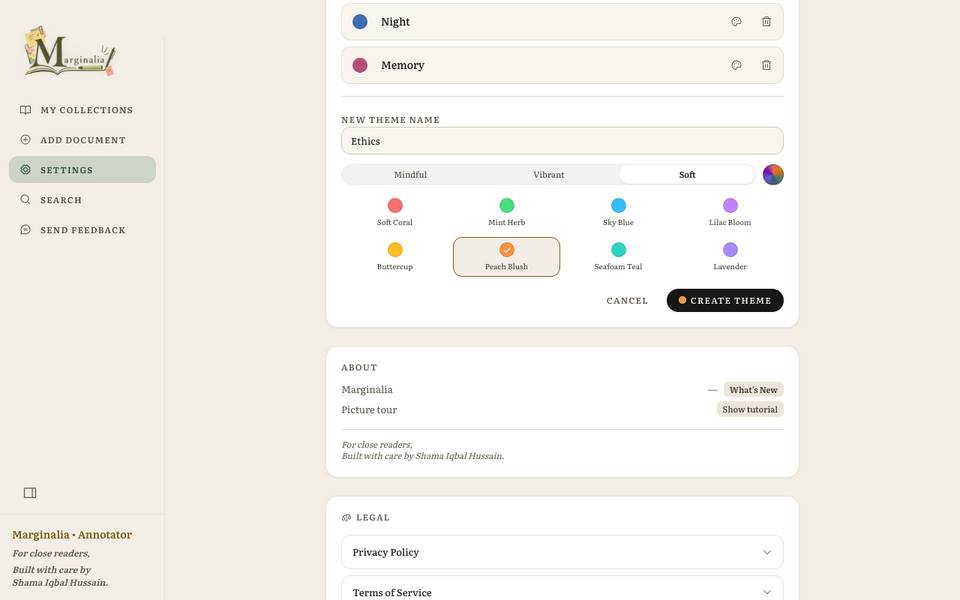 Marginalia
MY COLLECTIONS
ADD DOCUMENT
SETTINGS
SEARCH
SEND FEEDBACK
Marginalia • Annotator
For close readers,
Built with care by
Shama Iqbal Hussain.
Night
Memory
NEW THEME NAME
Ethics
Mindful Vibrant Soft
Soft Coral Mint Herb Sky Blue Lilac Bloom
Buttercup Peach Blush Seafoam Teal Lavender
CANCEL CREATE THEME
ABOUT
Marginalia — What's New
Picture tour Show tutorial
For close readers,
Built with care by Shama Iqbal Hussain.
LEGAL
Privacy Policy
Terms of Service